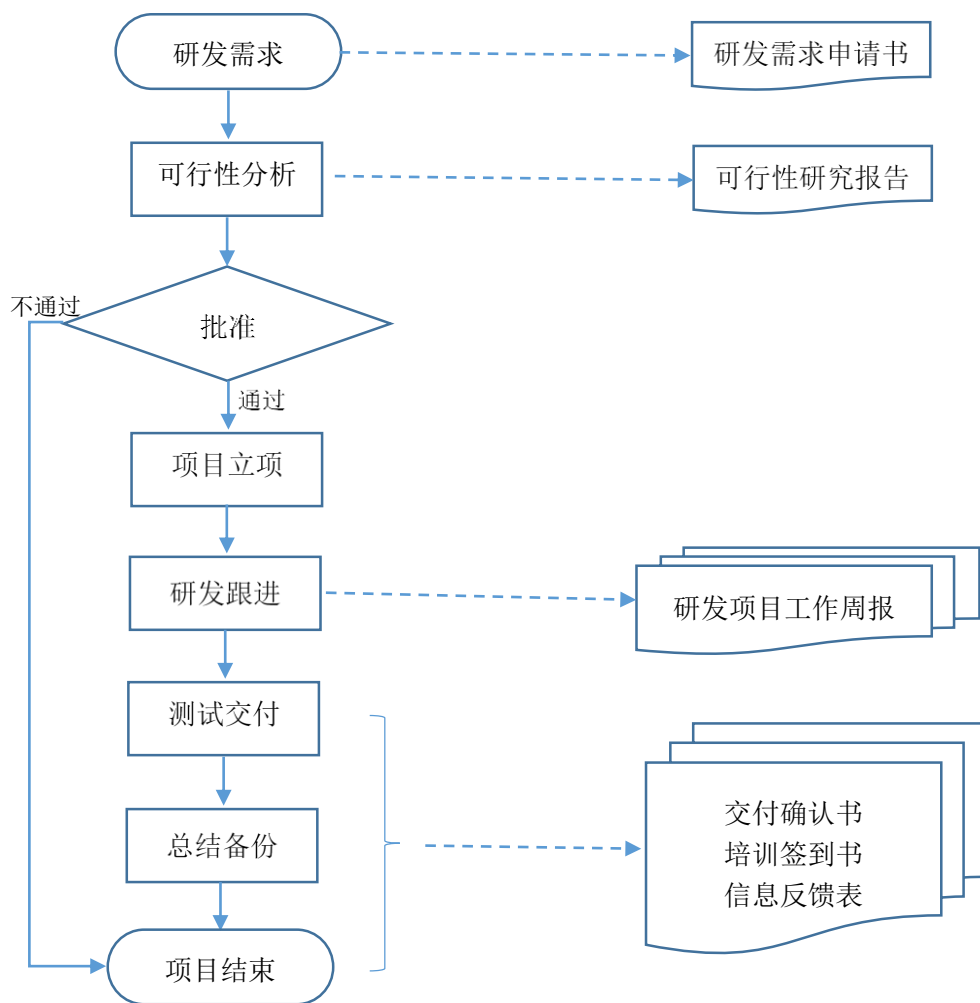 研发需求
研发需求申请书
可行性分析
可行性研究报告
不通过
批准
通过
项目立项
研发跟进
研发项目工作周报
测试交付
交付确认书
总结备份
培训签到书
信息反馈表
项目结束